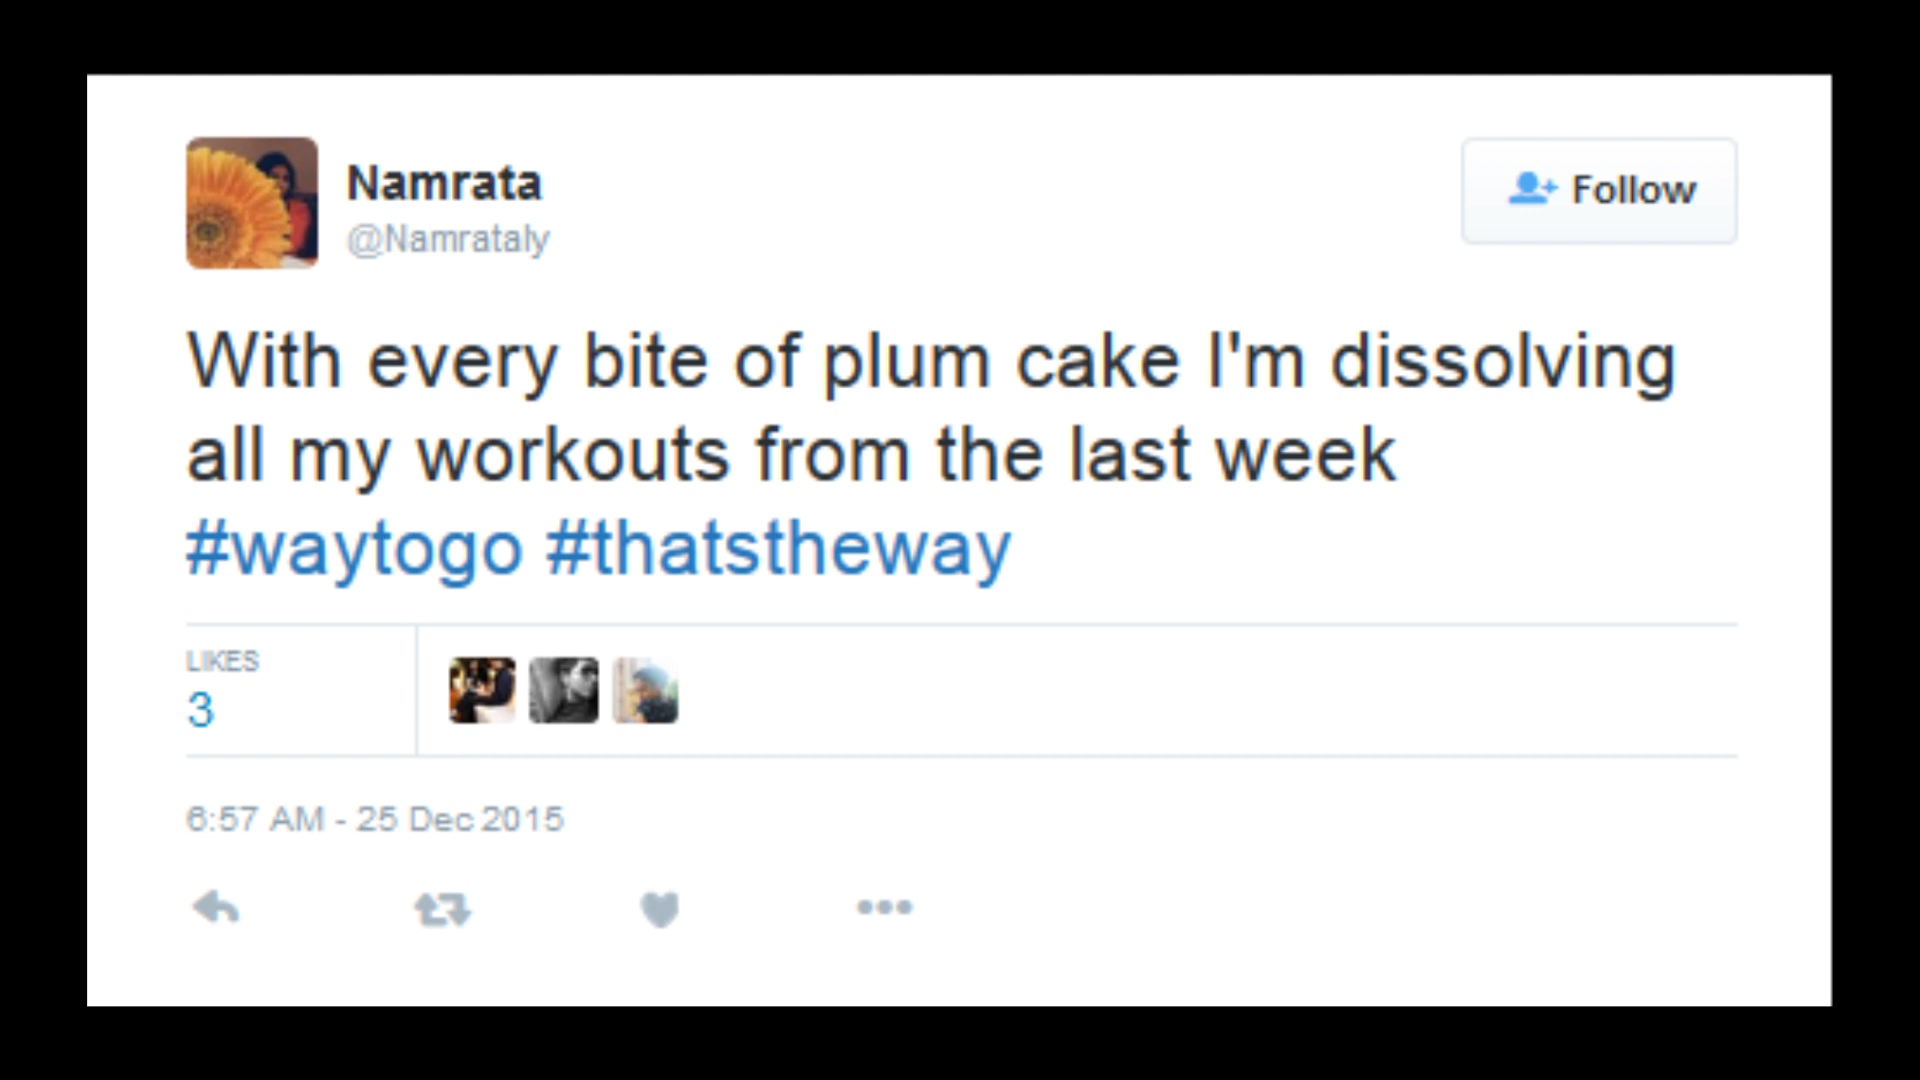 Namrata
@Namrataly
Follow
With every bite of plum cake I'm dissolving
all my workouts from the last week
#waytogo #thatstheway
LIKES
3
6:57 AM - 25 Dec 2015